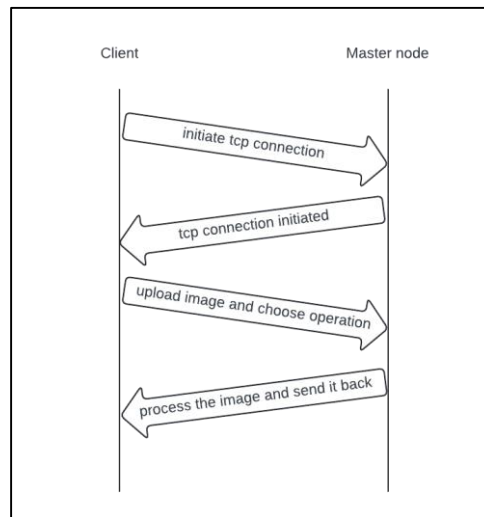 Client
Master node
initiate tcp connection
tcp connection initiated
upload image and choose operation
process the image and send it back